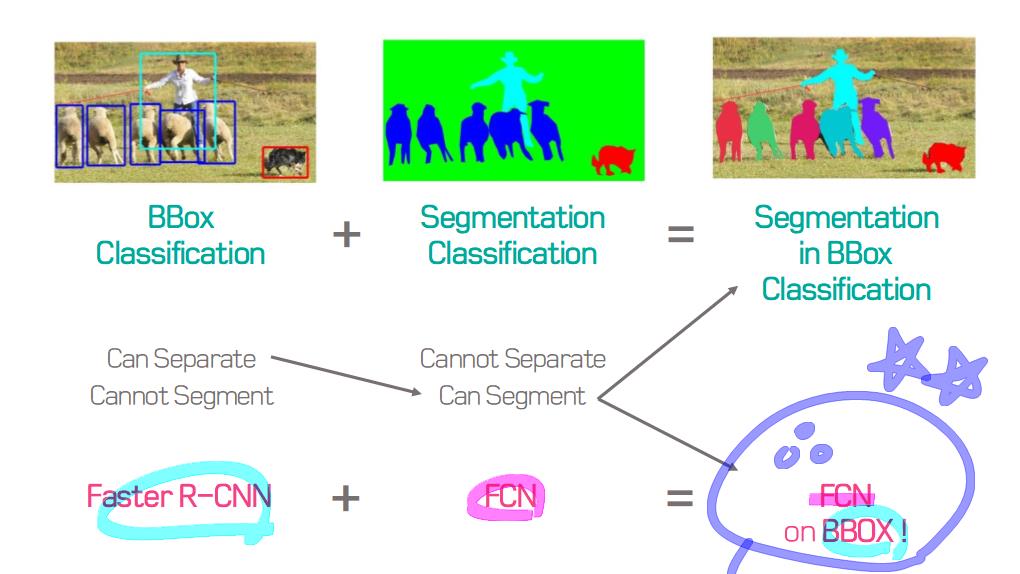 BBox
Classification
+
Segmentation
Classification
=
Segmentation
in BBox
Classification
Can Separate
Cannot Segment
Cannot Separate
Can Segment
Faster R-CNN
+
FCN
=
FCN
on BBOX !